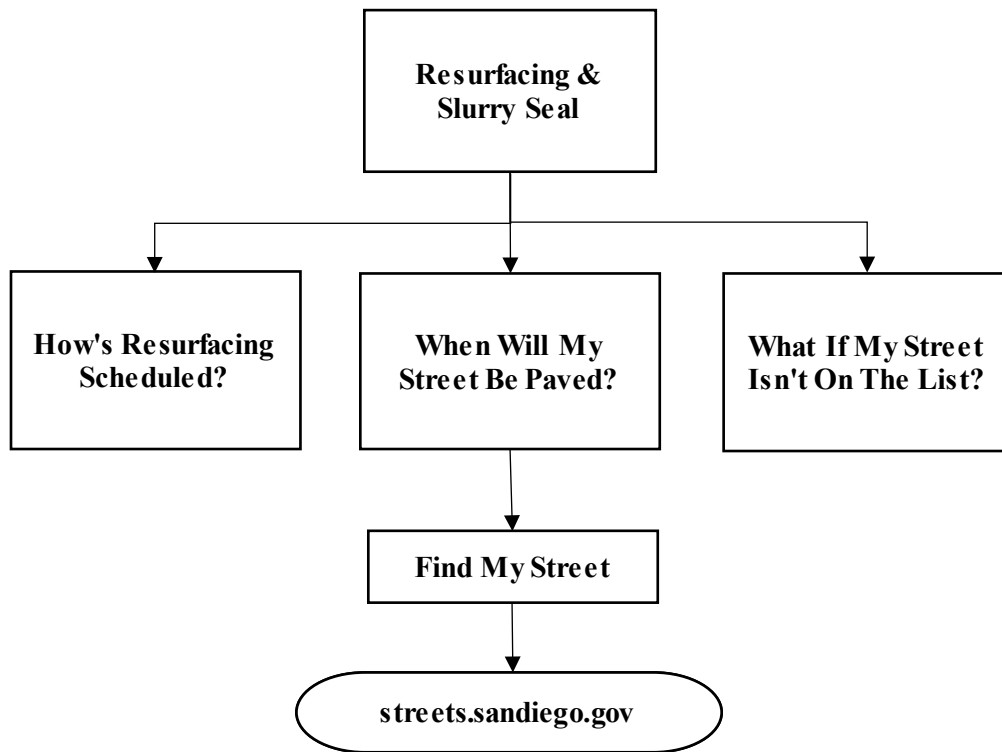 Resurfacing &
Slurry Seal
How's Resurfacing
Scheduled?
When Will My
Street Be Paved?
What If My Street
Isn't On The List?
Find My Street
streets.sandiego.gov